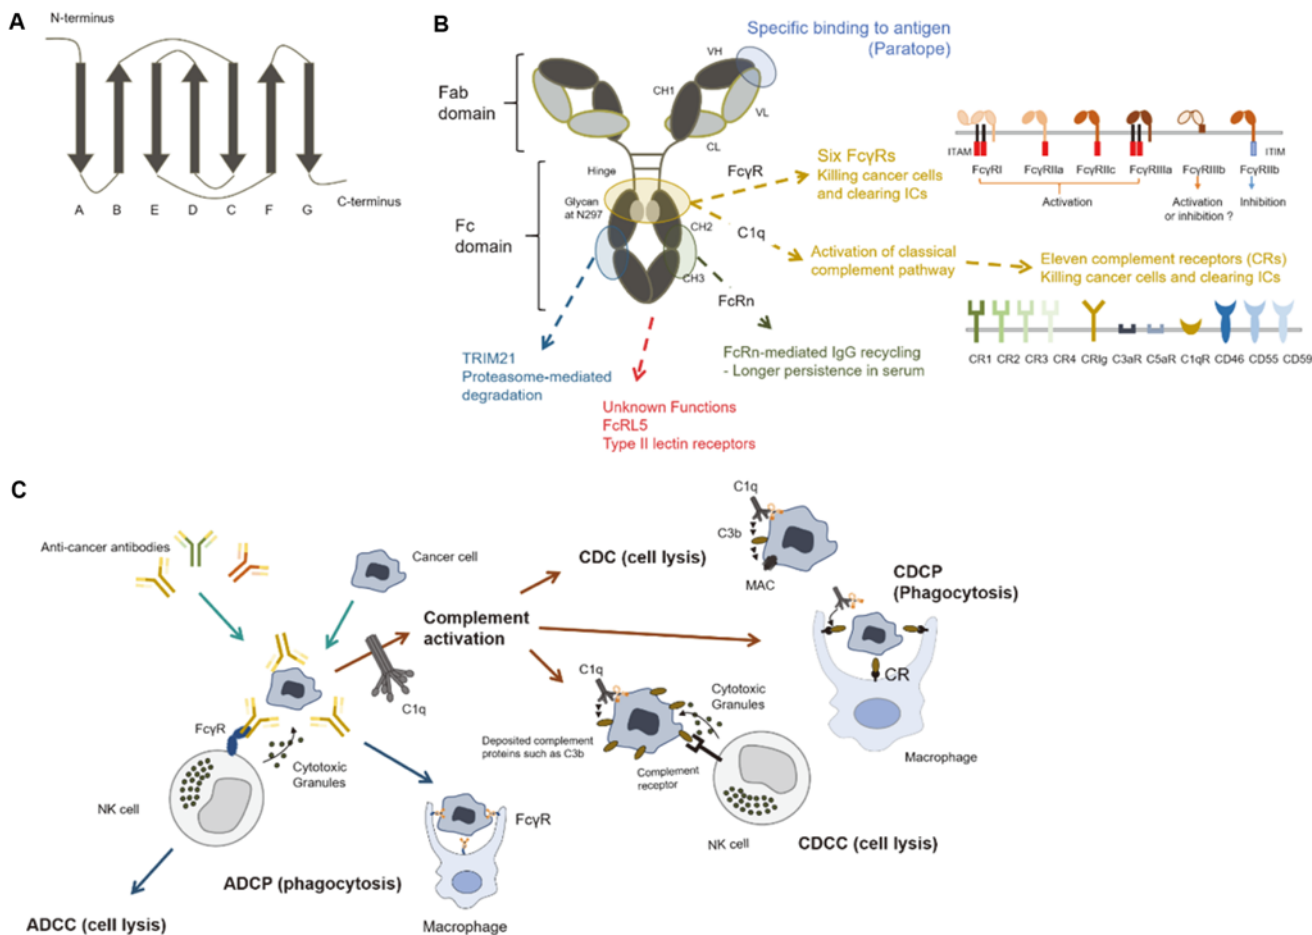 A
N-terminus
A B E D C F G
C-terminus
B
Specific binding to antigen
(Paratope)
Fab
domain
VH
CH1
VL
CL
Hinge
Glycan
at N297
Fc
domain
CH2
CH3
FcγR
C1q
FcRn
Six FcγRs
Killing cancer cells
and clearing ICs
Activation of classical
complement pathway
Eleven complement receptors (CRs)
Killing cancer cells and clearing ICs
ITAM
ITIM
FcγRI FcγRIIa FcγRIIc FcγRIIIa FcγRIIIb FcγRIIb
Activation
Activation
or inhibition ?
Inhibition
CR1 CR2 CR3 CR4 CRIg C3aR C5aR C1qR CD46 CD55 CD59
TRIM21
Proteasome-mediated
degradation
Unknown Functions
FcRL5
Type II lectin receptors
FcRn-mediated IgG recycling
- Longer persistence in serum
C
Anti-cancer antibodies
Cancer cell
FcγR
Cytotoxic
Granules
NK cell
ADCC (cell lysis)
ADCP (phagocytosis)
FcγR
Macrophage
C1q
Complement
activation
CDC (cell lysis)
C1q
C3b
MAC
CDCP
(Phagocytosis)
CR
Macrophage
C1q
Cytotoxic
Granules
Deposited complement
proteins such as C3b
Complement
receptor
NK cell
CDCC (cell lysis)